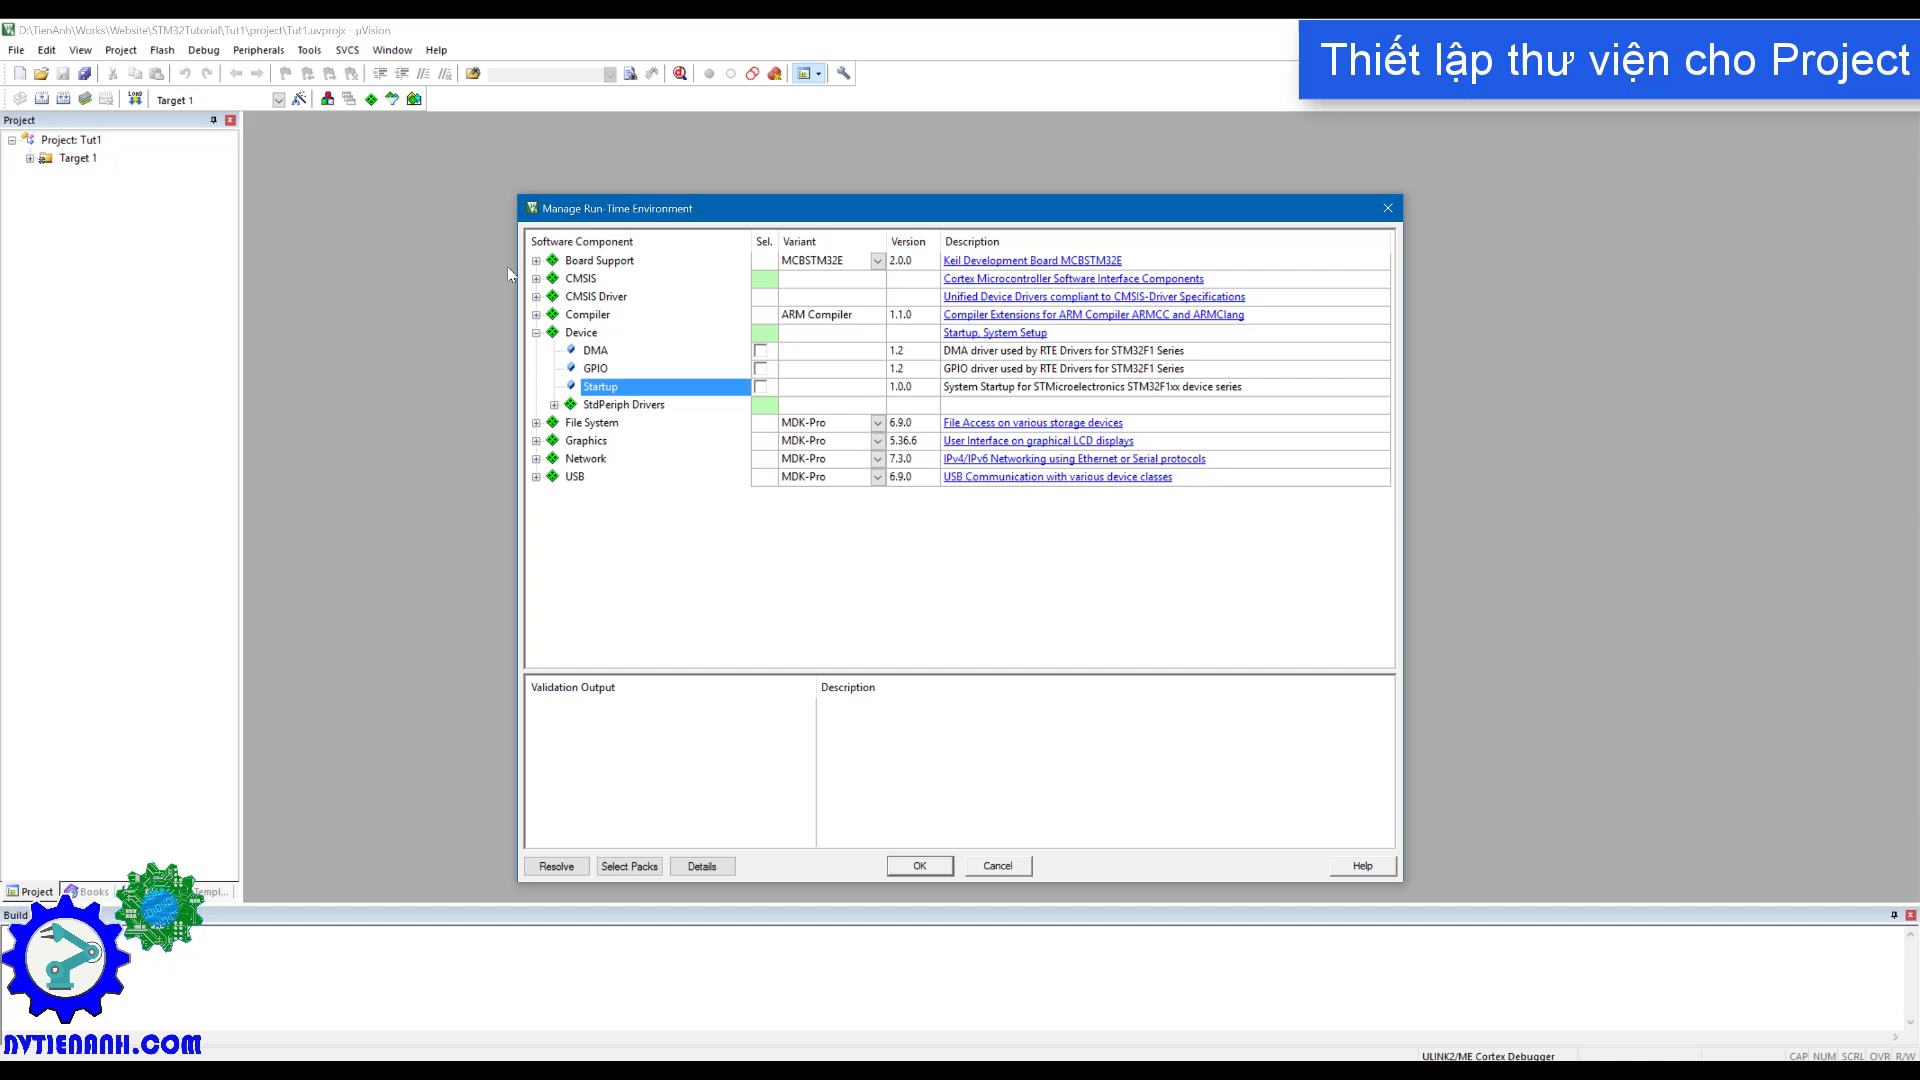 D:\TienAnh\Works\Website\STM32Tutorial\Tut1\project\Tut1.uvprojx - µVision
File Edit View Project Flash Debug Peripherals Tools SVCS Window Help
Thiết lập thư viện cho Project
LOAD Target 1
Project
Project: Tut1
Target 1
Manage Run-Time Environment
Software Component Sel. Variant Version Description
Board Support MCBSTM32E 2.0.0 Keil Development Board MCBSTM32E
CMSIS Cortex Microcontroller Software Interface Components
CMSIS Driver Unified Device Drivers compliant to CMSIS-Driver Specifications
Compiler ARM Compiler 1.1.0 Compiler Extensions for ARM Compiler ARMCC and ARMClang
Device Startup, System Setup
DMA 1.2 DMA driver used by RTE Drivers for STM32F1 Series
GPIO 1.2 GPIO driver used by RTE Drivers for STM32F1 Series
Startup 1.0.0 System Startup for STMicroelectronics STM32F1xx device series
StdPeriph Drivers
File System MDK-Pro 6.9.0 File Access on various storage devices
Graphics MDK-Pro 5.36.6 User Interface on graphical LCD displays
Network MDK-Pro 7.3.0 IPv4/IPv6 Networking using Ethernet or Serial protocols
USB MDK-Pro 6.9.0 USB Communication with various device classes
Validation Output Description
Resolve Select Packs Details OK Cancel Help
Project Books Templ...
Build
NVTIENANH.COM
ULINK2/ME Cortex Debugger CAP NUM SCRL OVR R/W